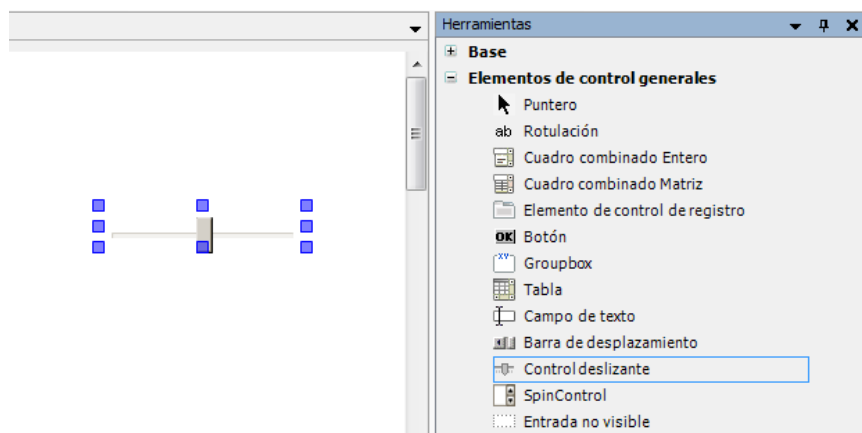 Herramientas
Base
Elementos de control generales
Puntero
ab Rotulación
Cuadro combinado Entero
Cuadro combinado Matriz
Elemento de control de registro
OK Botón
XY Groupbox
Tabla
Campo de texto
Barra de desplazamiento
Control deslizante
SpinControl
Entrada no visible